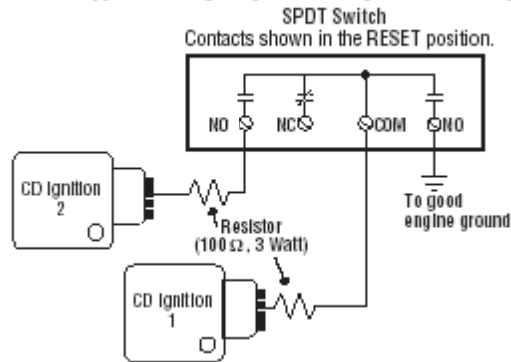 SPDT Switch
Contacts shown in the RESET position.
NO
NC
COM
NO
CD Ignition
2
To good
engine ground
Resistor
(100 Ω, 3 Watt)
CD Ignition
1